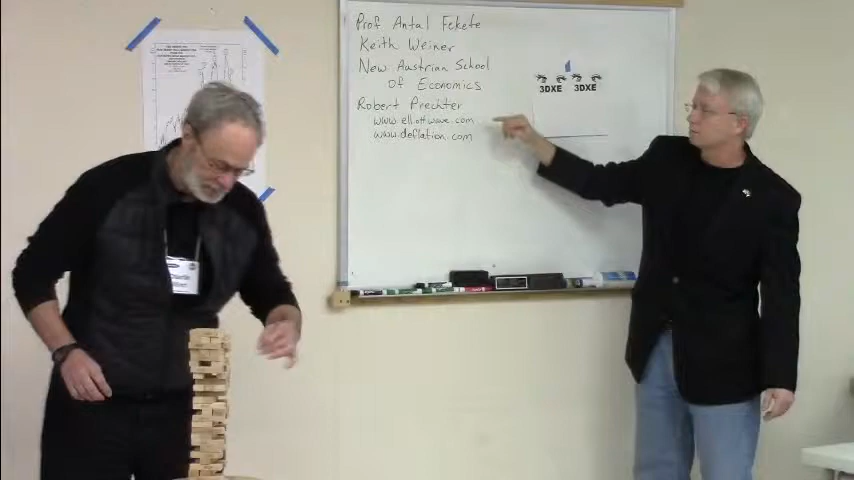 Prof Antal Fekete
Keith Weiner
New Austrian School
of Economics
Robert Prechter
www.elliottwave.com
www.deflation.com
3DXE 3DXE